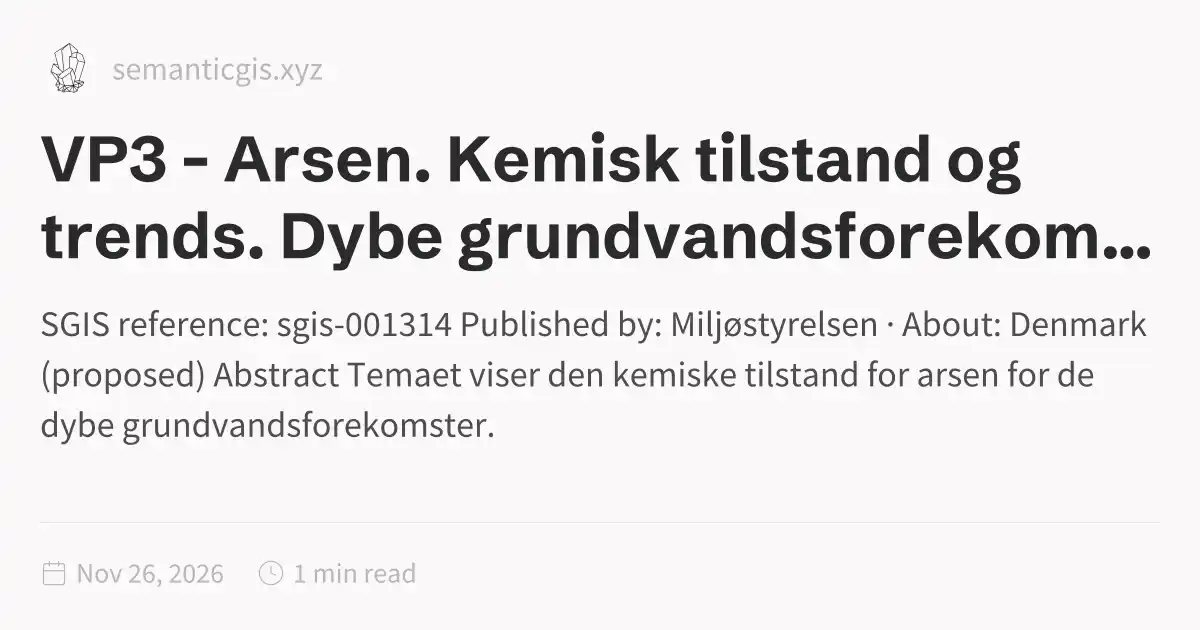 semanticgis.xyz
VP3 - Arsen. Kemisk tilstand og
trends. Dybe grundvandsforekom...
SGIS reference: sgis-001314 Published by: Miljøstyrelsen · About: Denmark
(proposed) Abstract Temaet viser den kemiske tilstand for arsen for de
dybe grundvandsforekomster.
Nov 26, 2026 1 min read